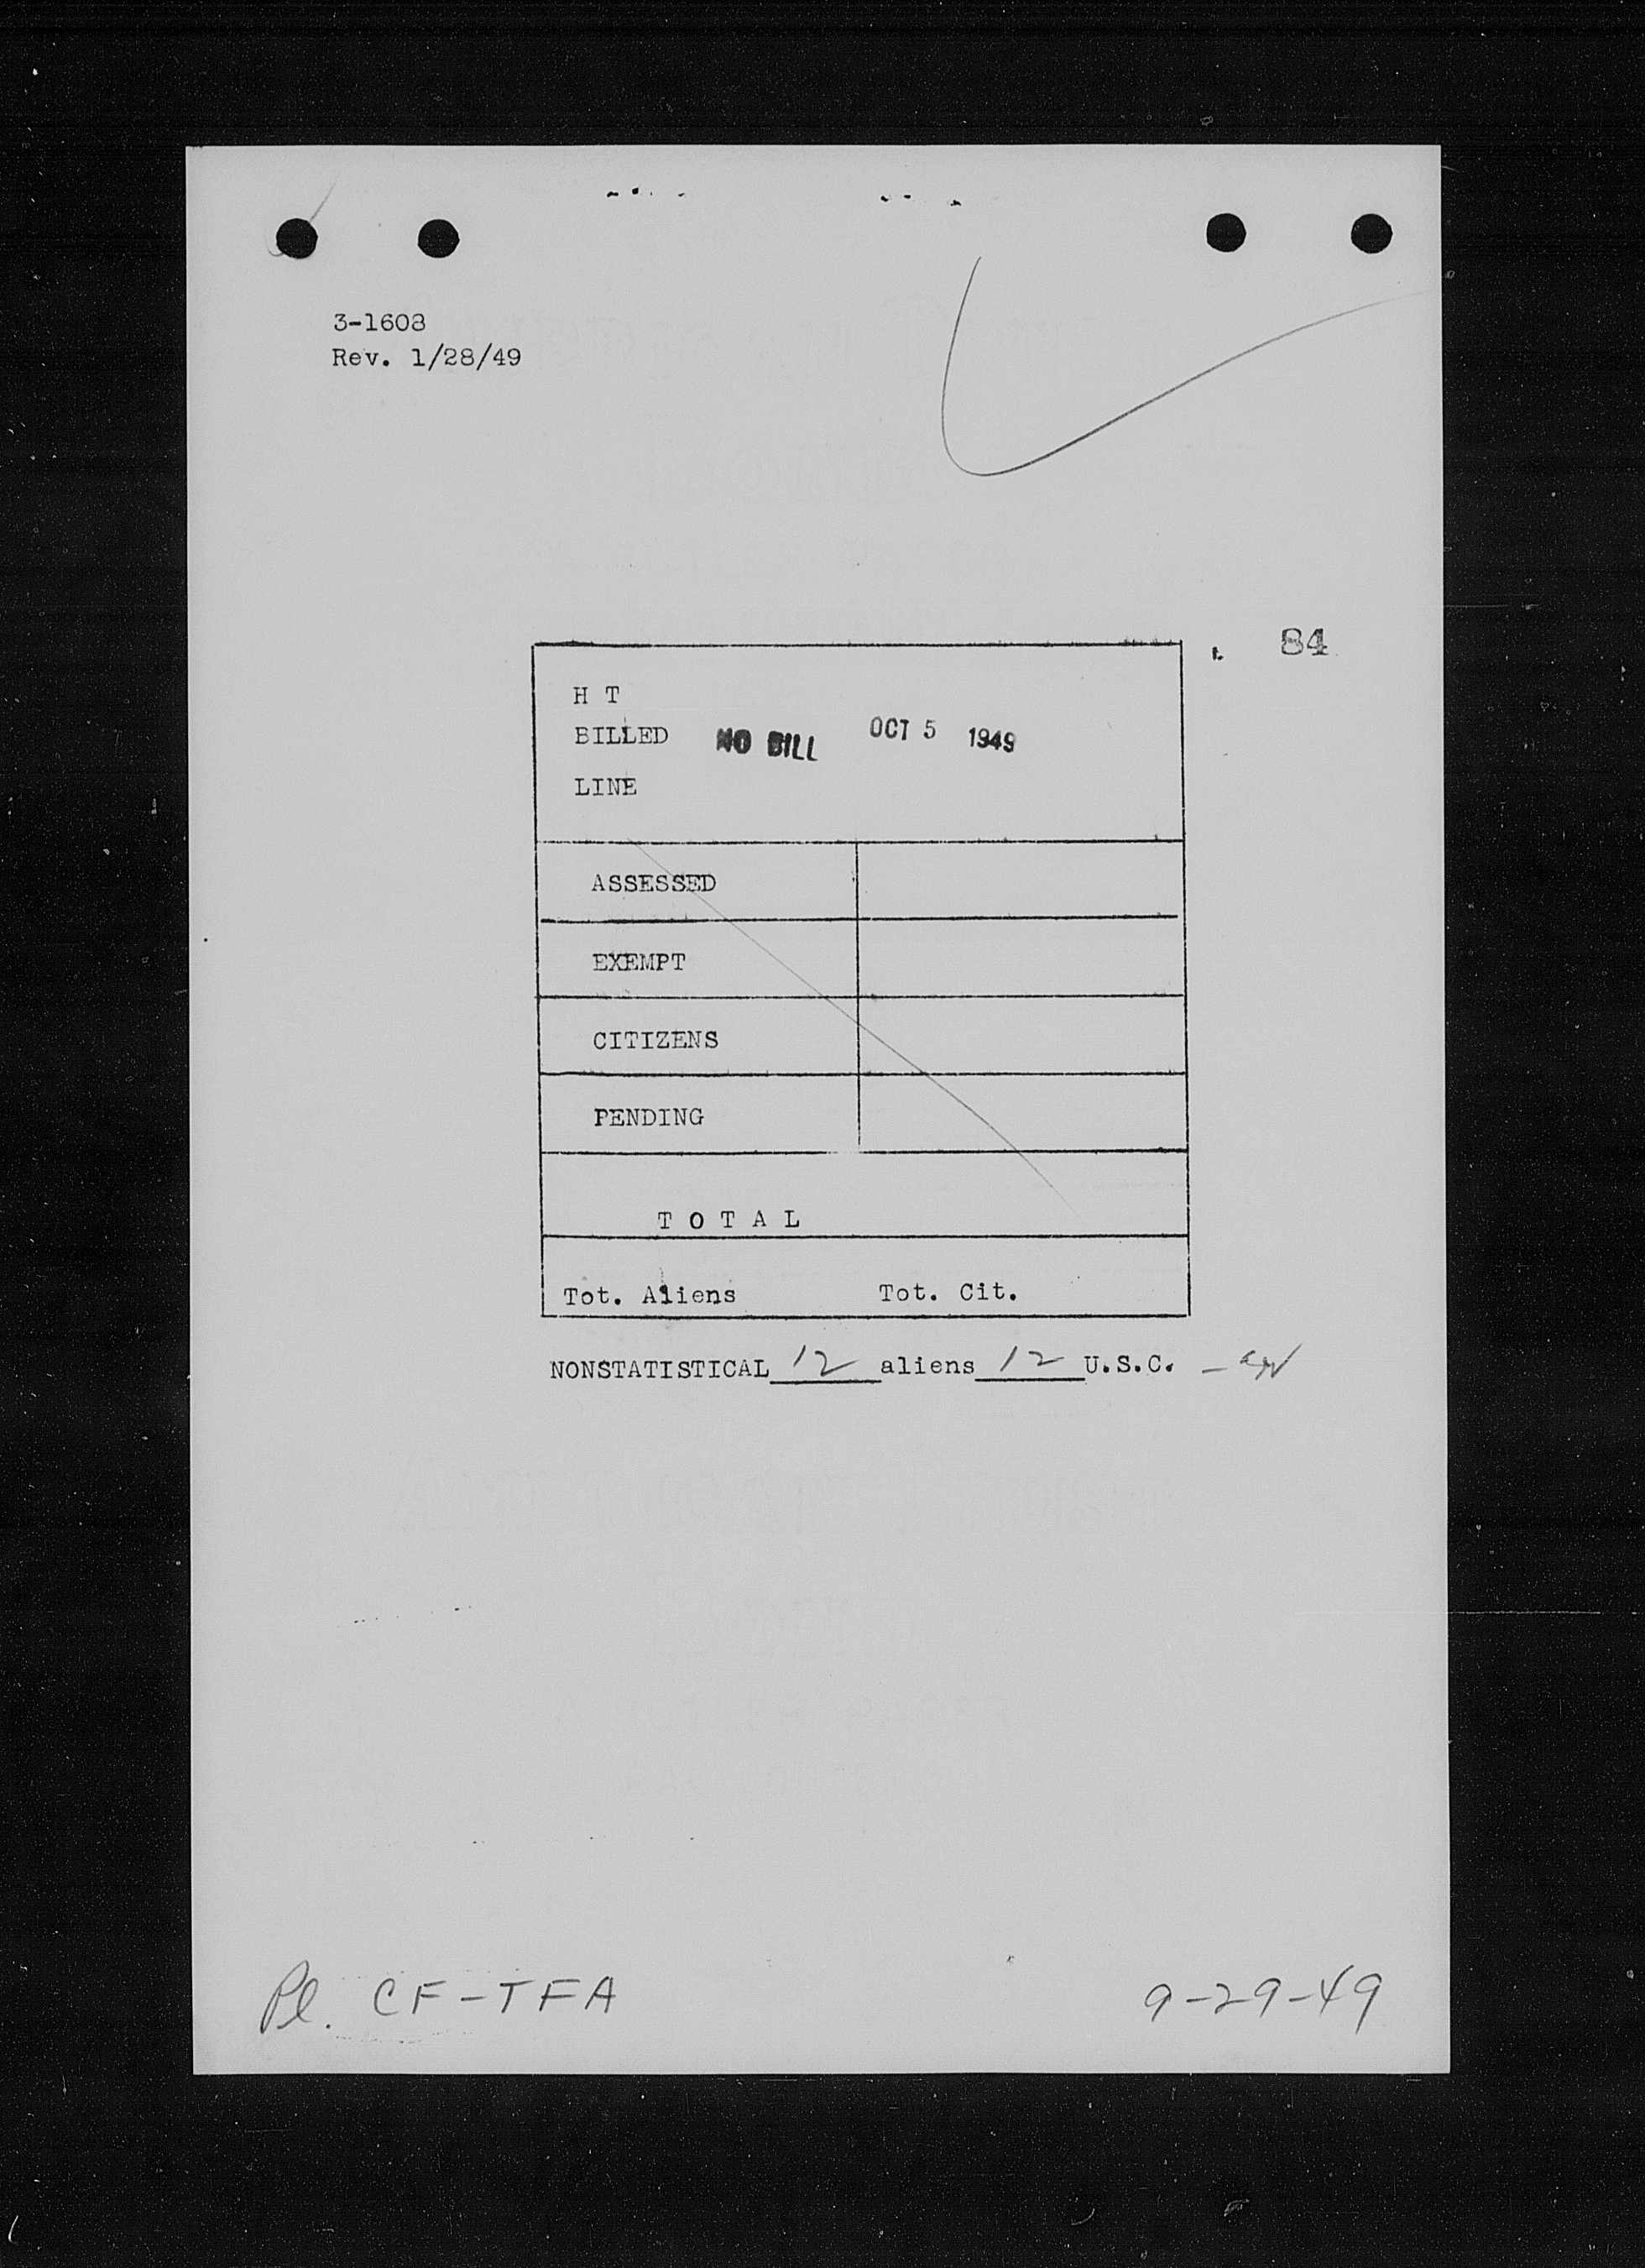 3-1608
Rev. 1/28/49
84
H T
BILLED NO BILL OCT 5 1949
LINE
ASSESSED
EXEMPT
CITIZENS
PENDING
T O T A L
Tot. Aliens Tot. Cit.
NONSTATISTICAL 12 aliens 12 U.S.C. -
Pl. CF-TFA 9-29-49